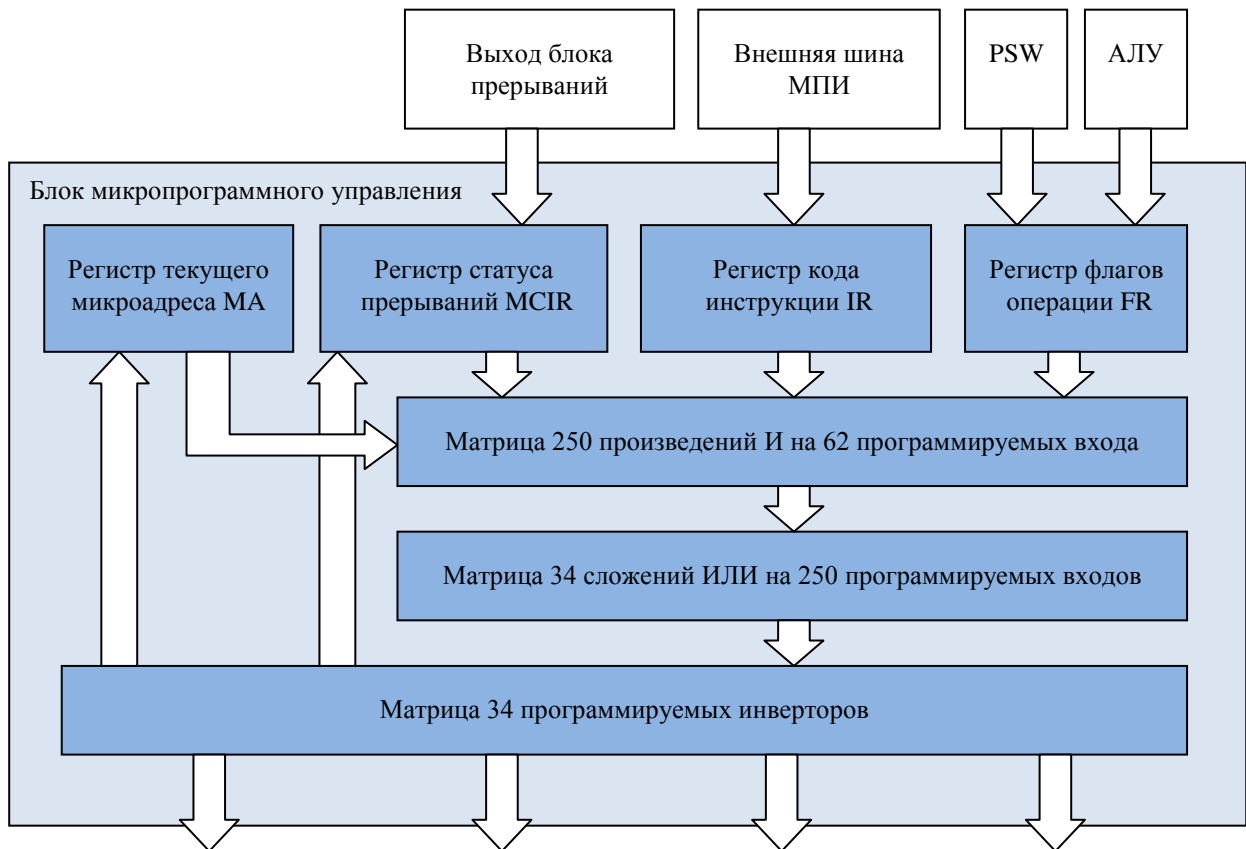 Выход блока
прерываний
Внешняя шина
МПИ
PSW
АЛУ
Блок микропрограммного управления
Регистр текущего
микроадреса MA
Регистр статуса
прерываний MCIR
Регистр кода
инструкции IR
Регистр флагов
операции FR
Матрица 250 произведений И на 62 программируемых входа
Матрица 34 сложений ИЛИ на 250 программируемых входов
Матрица 34 программируемых инверторов